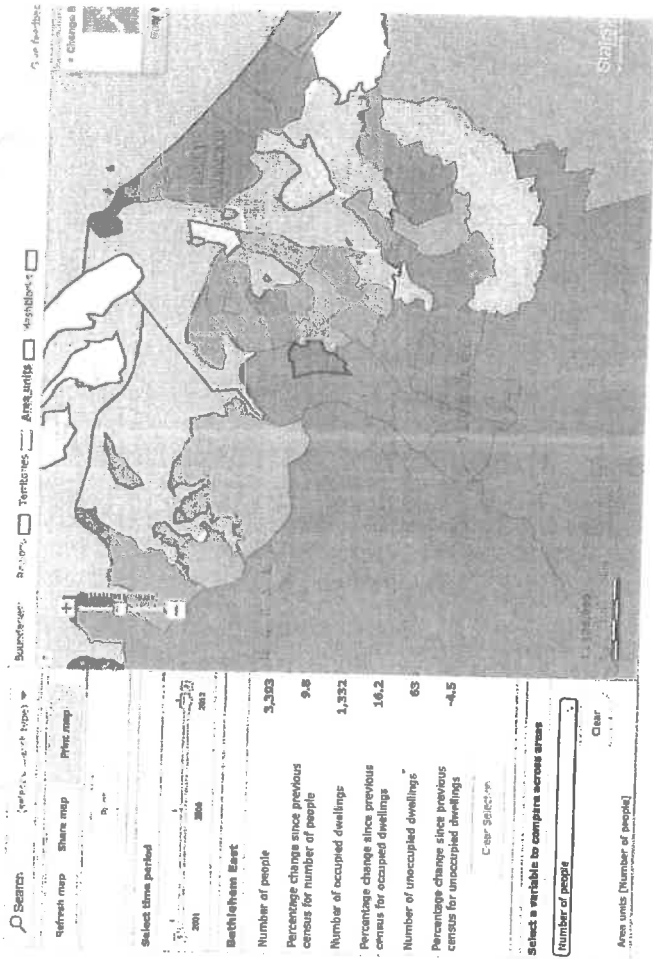 Search
Refresh map Share map Print map
Select time period
2001 2006 2013
Bethlehem East
Number of people 3,393
Percentage change since previous 9.8
census for number of people
Number of occupied dwellings 1,332
Percentage change since previous 16.2
census for occupied dwellings
Number of unoccupied dwellings 63
Percentage change since previous -4.5
census for unoccupied dwellings
Clear Selection
Select a variable to compare across areas
Number of people
Clear
Area units [Number of people]
Boundaries: Regions Territories Area units Meshblocks
feedback
Change B